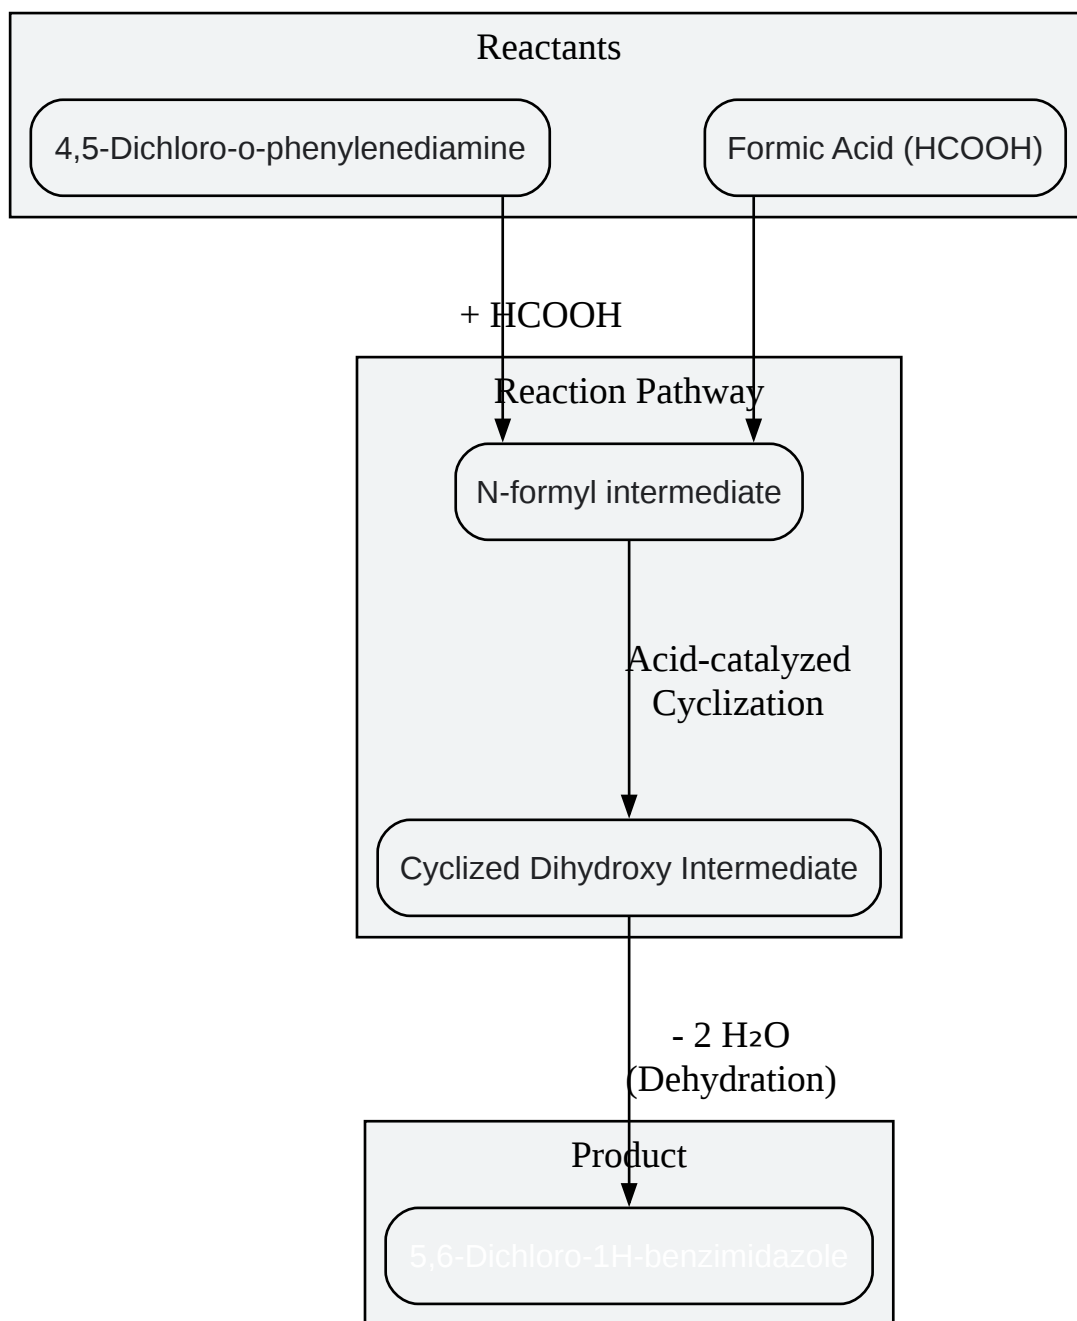 Reactants
4,5-Dichloro-o-phenylenediamine
Formic Acid (HCOOH)
+ HCOOH
Reaction Pathway
N-formyl intermediate
Acid-catalyzed
Cyclization
Cyclized Dihydroxy Intermediate
- 2 H₂O
(Dehydration)
Product
5,6-Dichloro-1H-benzimidazole